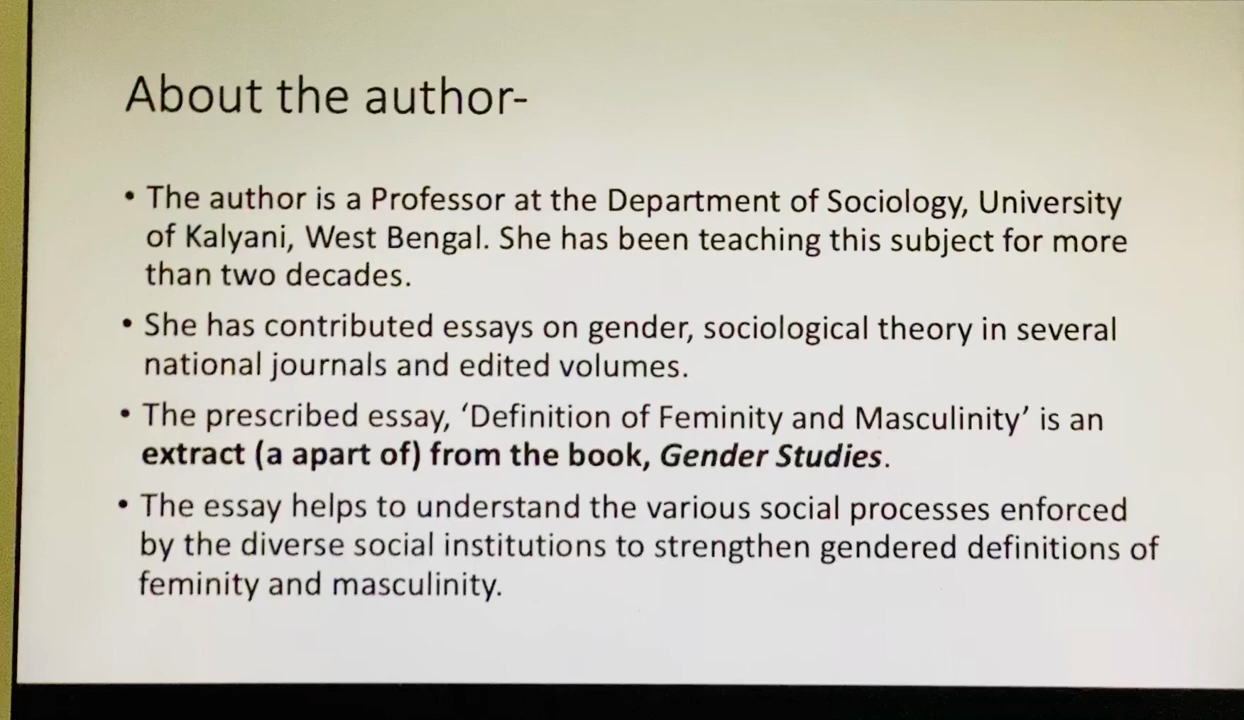 About the author-
• The author is a Professor at the Department of Sociology, University
of Kalyani, West Bengal. She has been teaching this subject for more
than two decades.
• She has contributed essays on gender, sociological theory in several
national journals and edited volumes.
• The prescribed essay, ‘Definition of Feminity and Masculinity’ is an
extract (a apart of) from the book, Gender Studies.
• The essay helps to understand the various social processes enforced
by the diverse social institutions to strengthen gendered definitions of
feminity and masculinity.